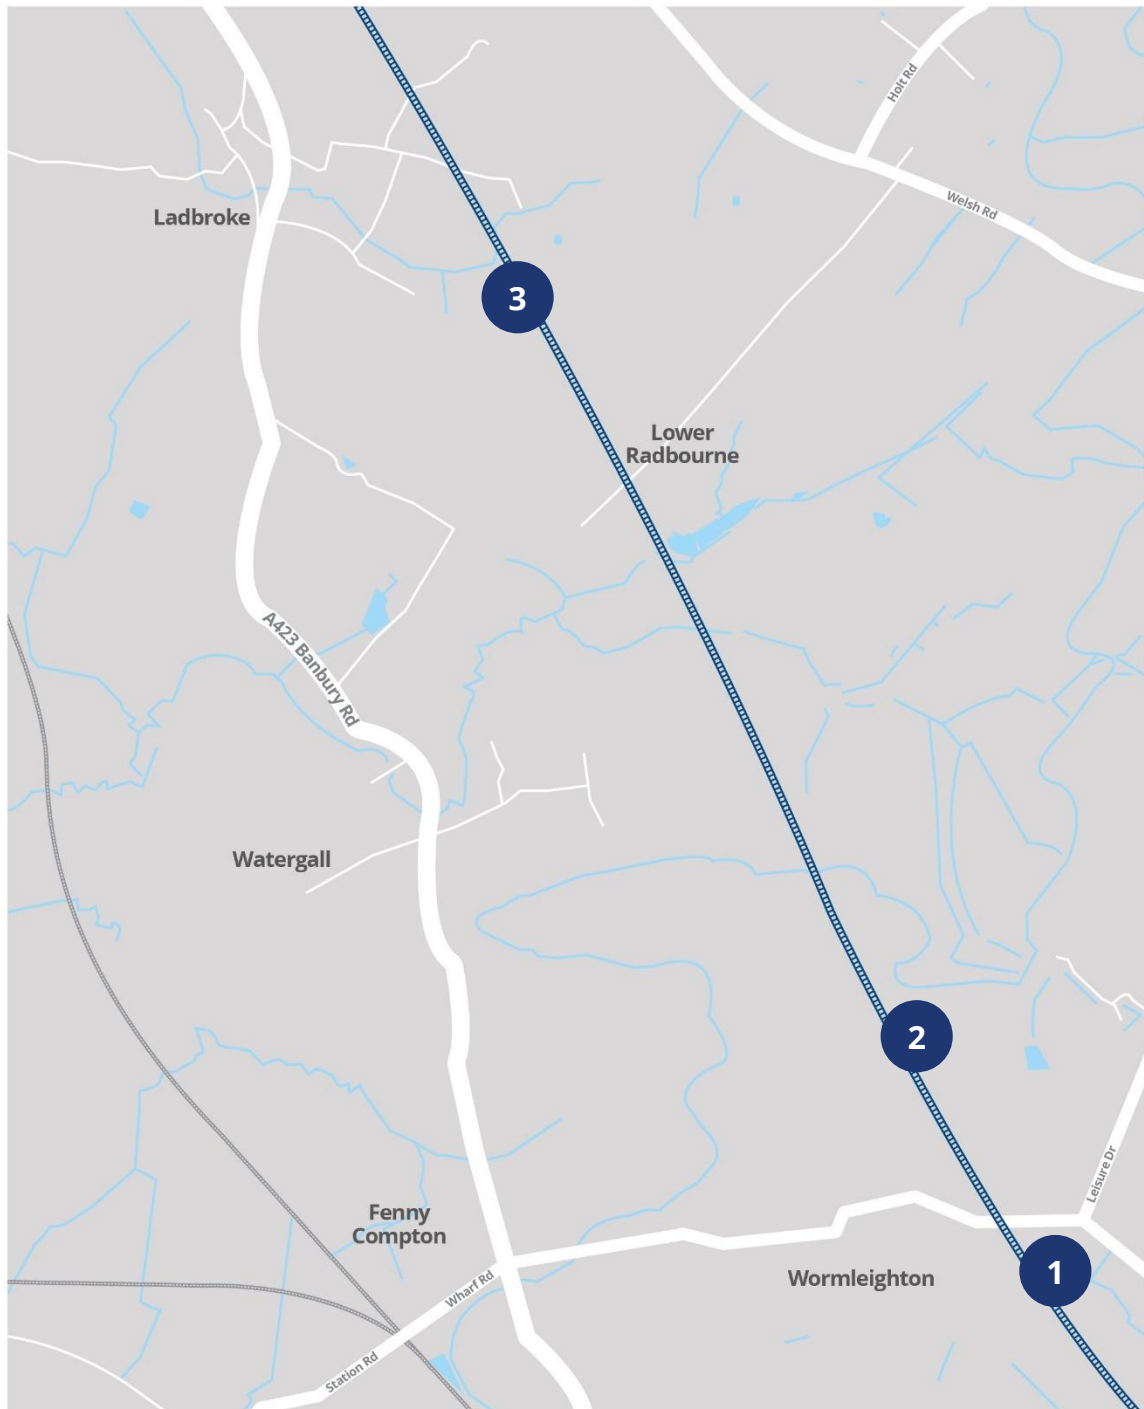 Holt Rd
Welsh Rd
Ladbroke
3
Lower
Radbourne
A423 Banbury Rd
Watergall
2
Leisure Dr
Fenny
Compton
Wharf Rd
Wormleighton
1
Station Rd